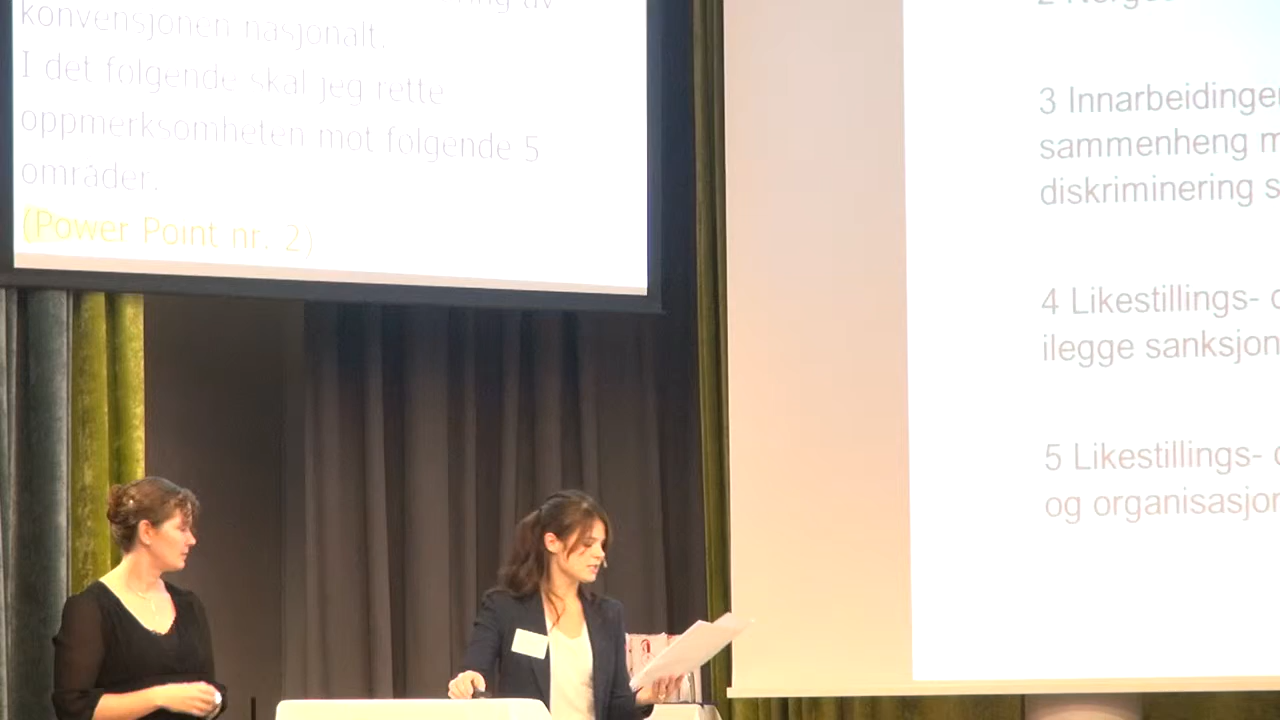 konvensjonen nasjonalt.
I det følgende skal jeg rette
oppmerksomheten mot følgende 5
områder.
(Power Point nr. 2)
3 Innarbeidingen
sammenheng m
diskriminering s
4 Likestillings- o
ilegge sanksjon
5 Likestillings- o
og organisasjon